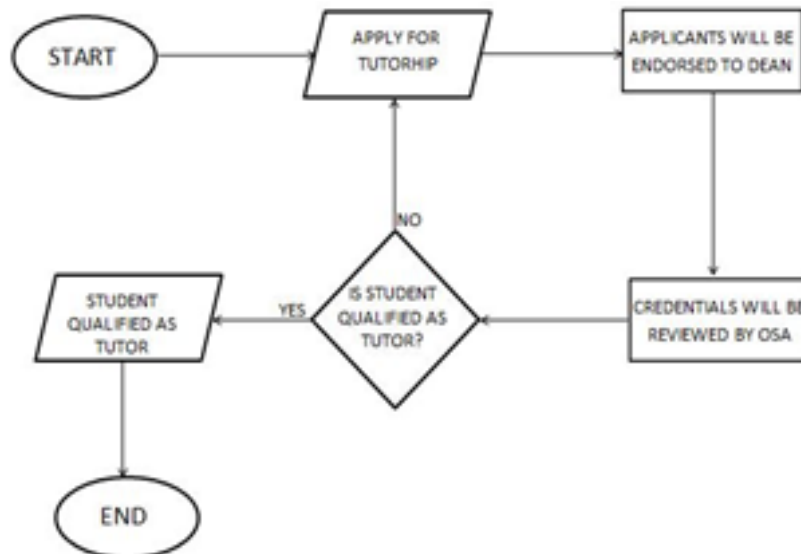 START
APPLY FOR
TUTORHIP
APPLICANTS WILL BE
ENDORSED TO DEAN
NO
IS STUDENT
QUALIFIED AS
TUTOR?
YES
STUDENT
QUALIFIED AS
TUTOR
CREDENTIALS WILL BE
REVIEWED BY OSA
END